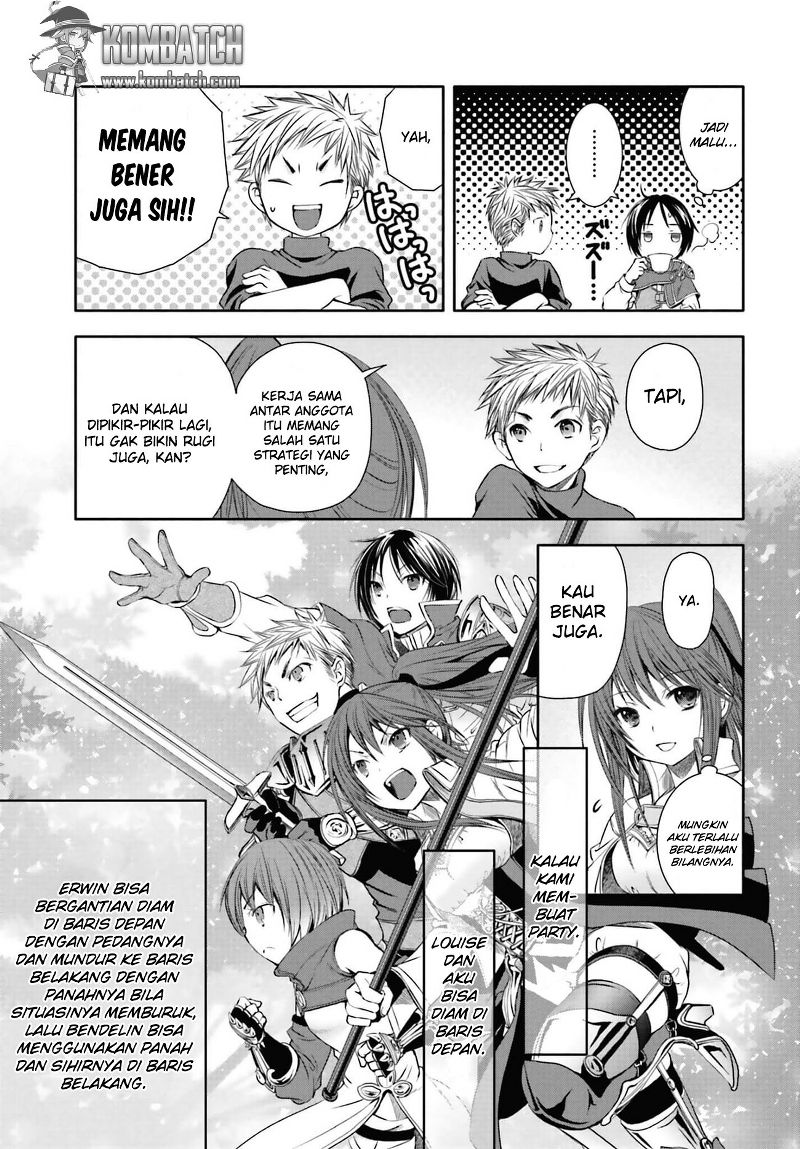 KOMBATCH
www.kombatch.com
JADI
MALU...
..........
ズズー…
YAH,
MEMANG
BENER
JUGA SIH!!
はっはっはっはっ
TAPI,
KERJA SAMA
ANTAR ANGGOTA
ITU MEMANG
SALAH SATU
STRATEGI YANG
PENTING,
DAN KALAU
DIPIKIR-PIKIR LAGI,
ITU GAK BIKIN RUGI
JUGA, KAN?
YA.
KAU
BENAR
JUGA.
MUNGKIN
AKU TERLALU
BERLEBIHAN
BILANGNYA.
KALAU
KAMI
MEM-
BUAT
PARTY.
LOUISE
DAN
AKU
BISA
DIAM DI
BARIS
DEPAN.
ERWIN BISA
BERGANTIAN DIAM
DI BARIS DEPAN
DENGAN PEDANGNYA
DAN MUNDUR KE BARIS
BELAKANG DENGAN
PANAHNYA BILA
SITUASINYA MEMBURUK,
LALU BENDELIN BISA
MENGGUNAKAN PANAH
DAN SIHIRNYA DI BARIS
BELAKANG.